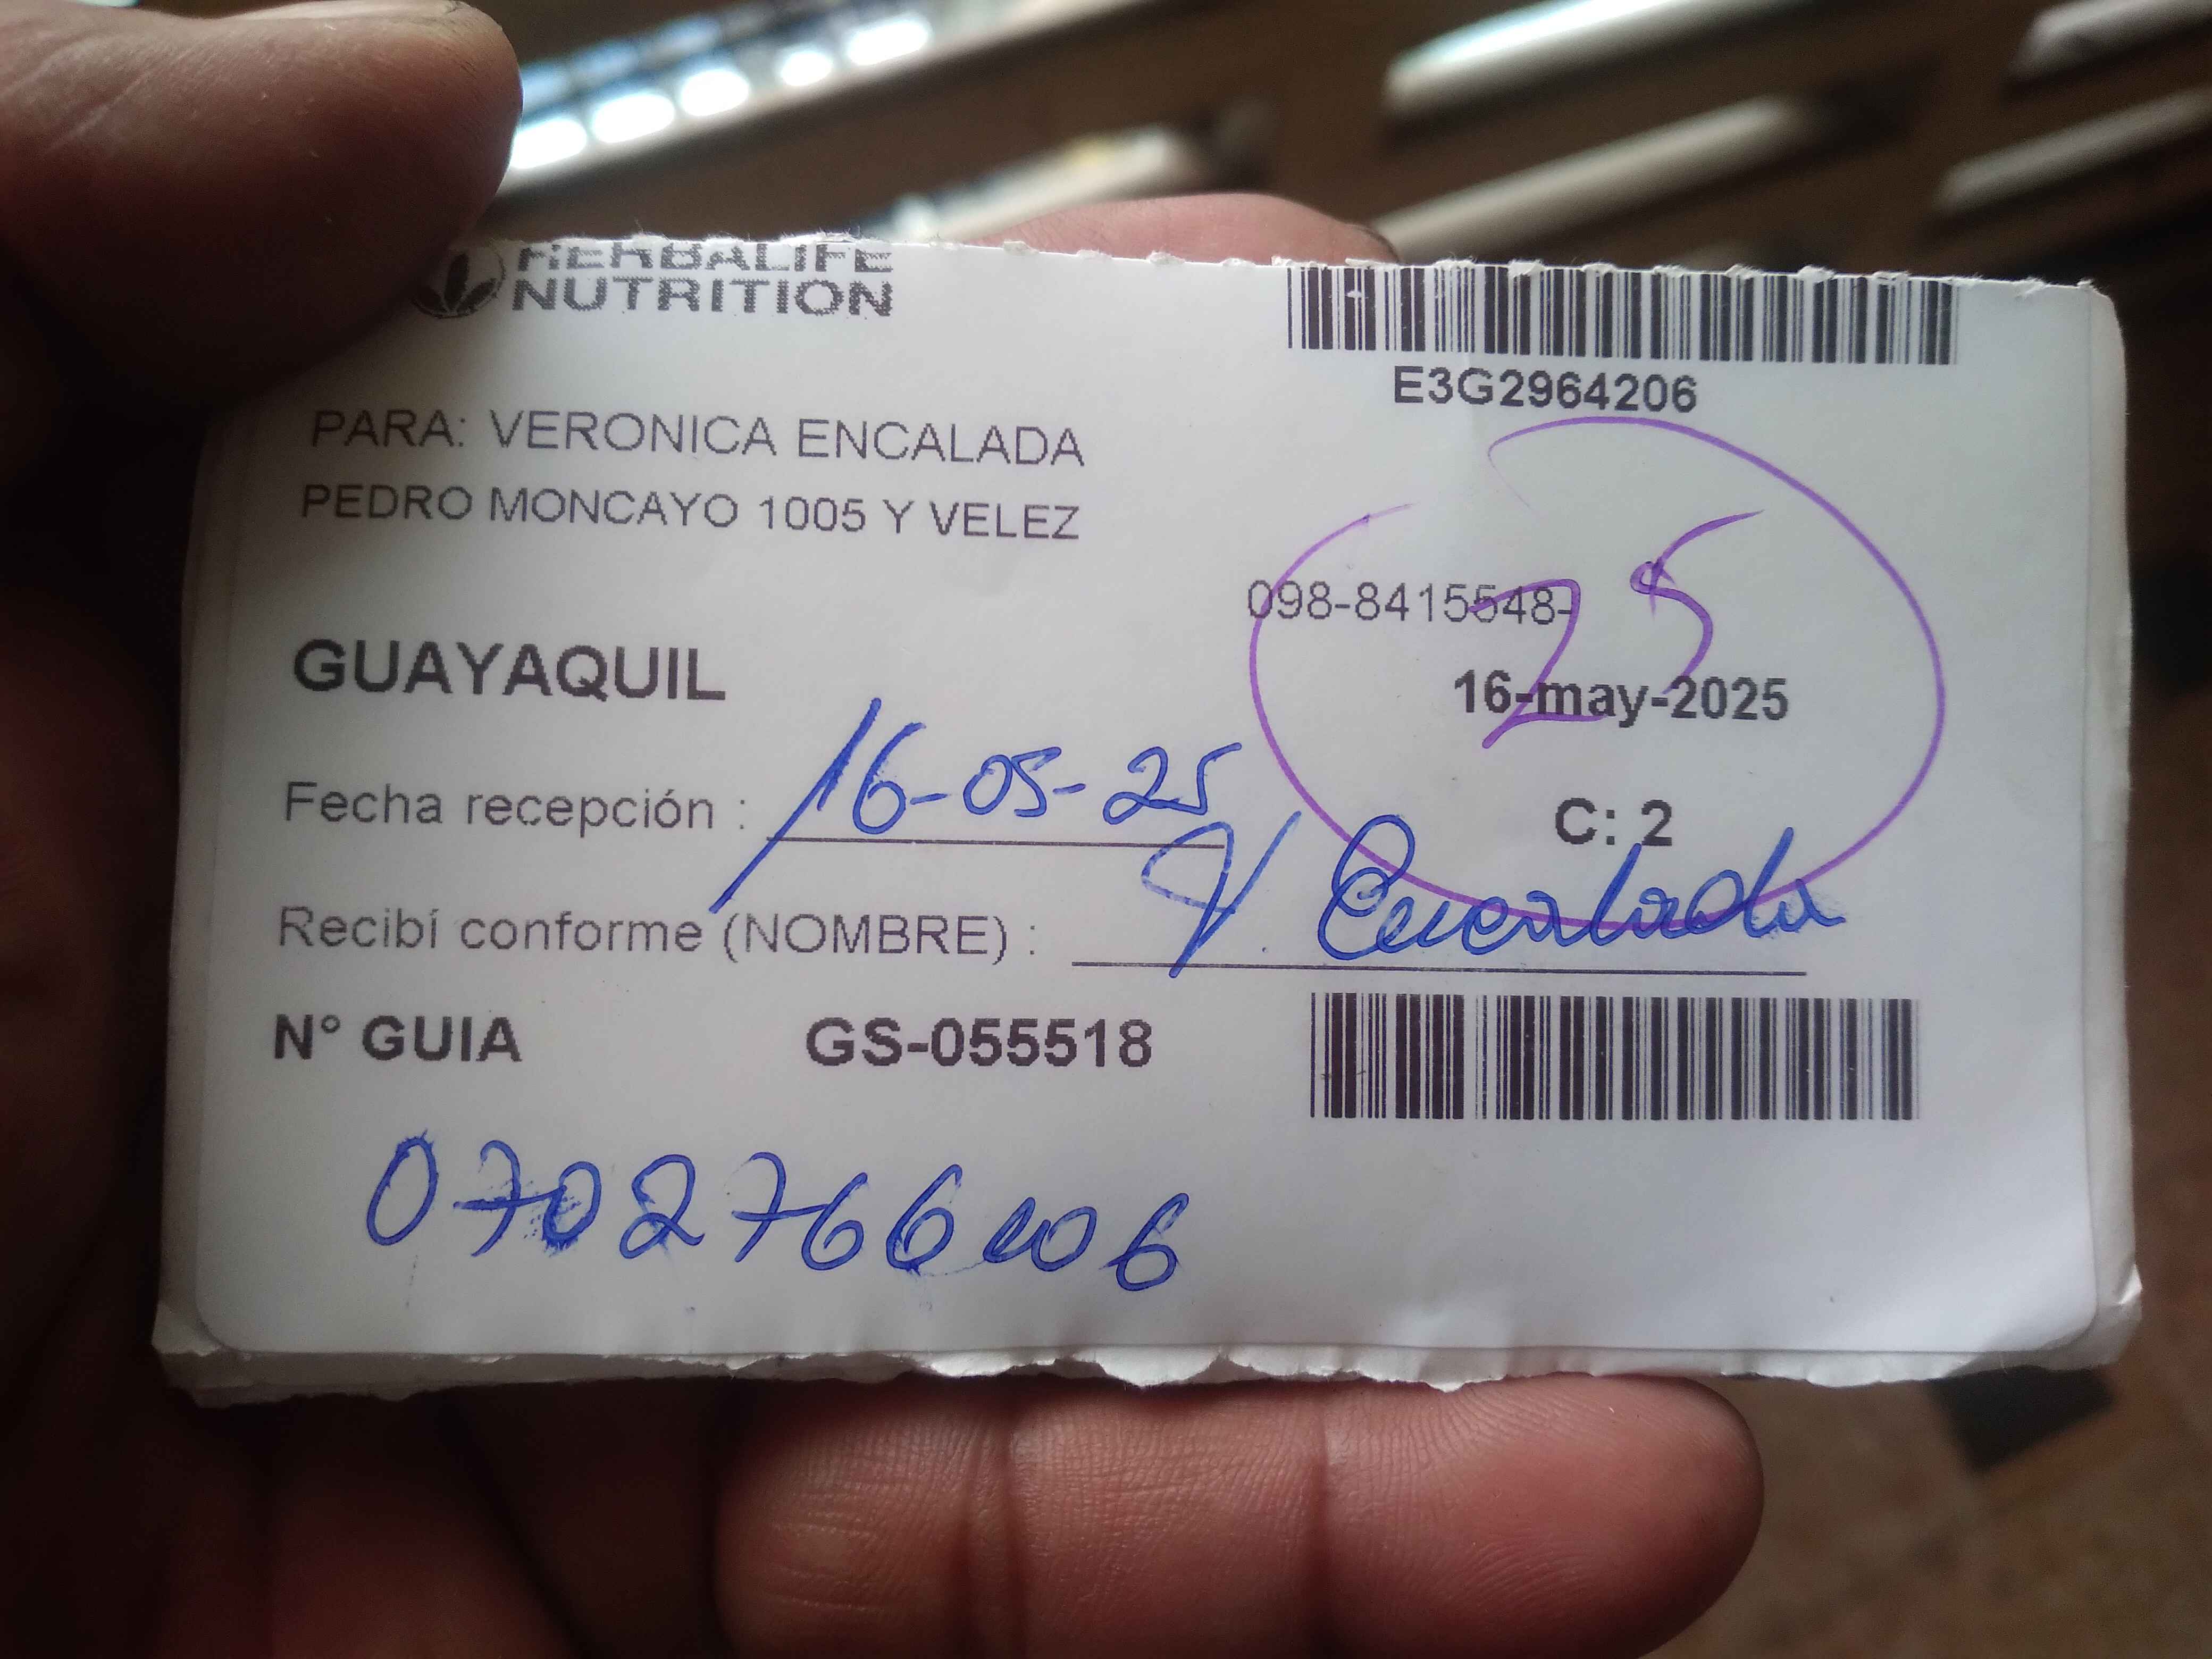 HERBALIFE
NUTRITION
E3G2964206
PARA: VERONICA ENCALADA
PEDRO MONCAYO 1005 Y VELEZ
098-8415548-
25
GUAYAQUIL
16-may-2025
Fecha recepción : 16-05-25
C: 2
Recibí conforme (NOMBRE) : V. Encalada
N° GUIA GS-055518